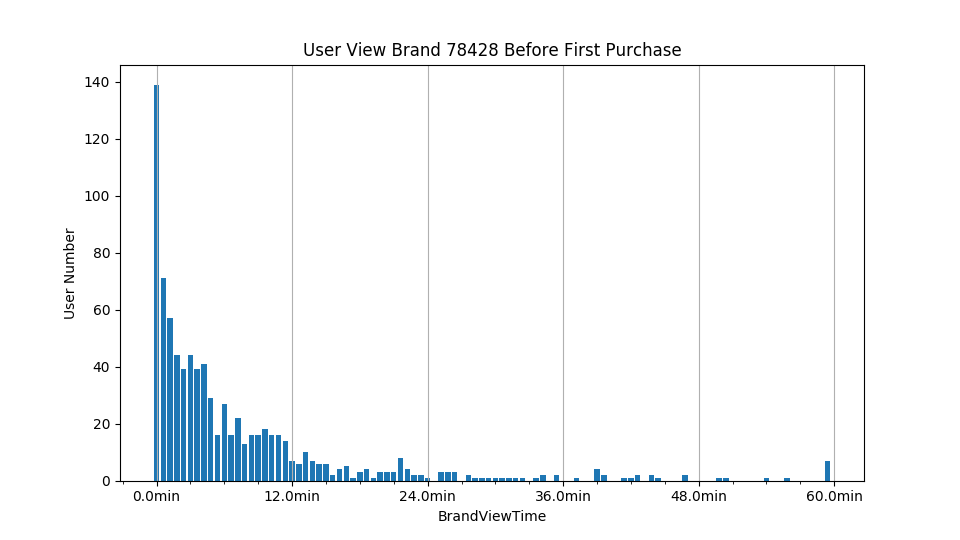 User View Brand 78428 Before First Purchase
140
120
100
80
60
40
20
0
User Number
0.0min 12.0min 24.0min 36.0min 48.0min 60.0min
BrandViewTime